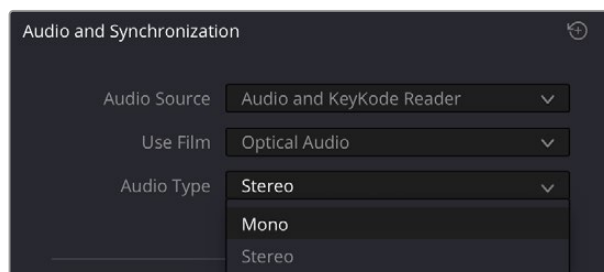 Audio and Synchronization
Audio Source Audio and KeyKode Reader
Use Film Optical Audio
Audio Type Stereo
Mono
Stereo